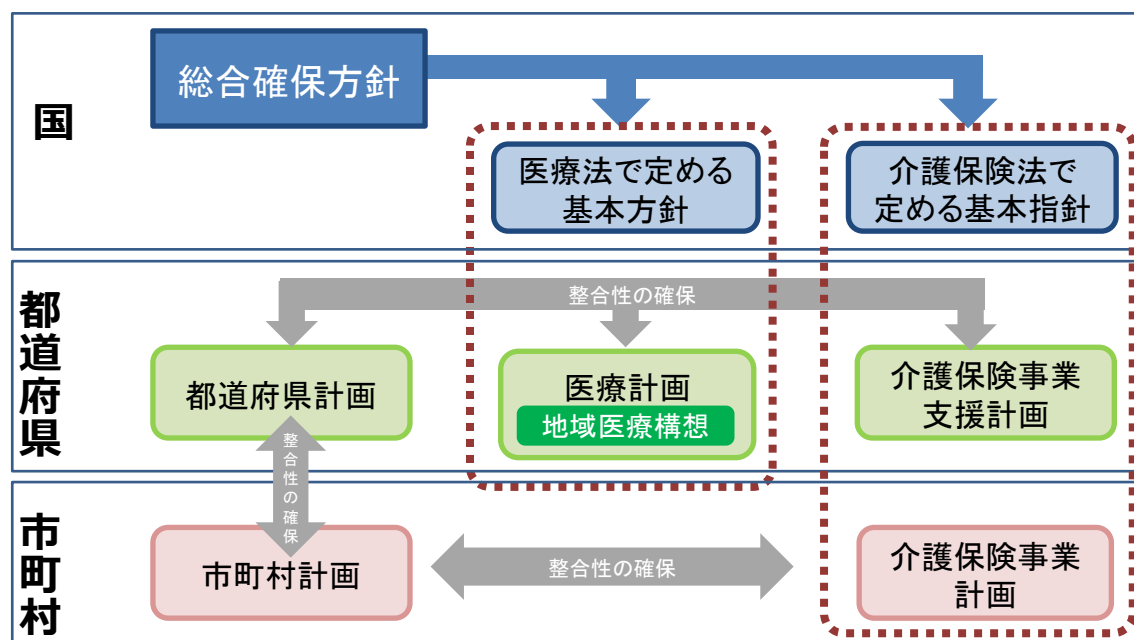 国
総合確保方針
医療法で定める
基本方針
介護保険法で
定める基本指針
都道府県
整合性の確保
都道府県計画
医療計画
地域医療構想
介護保険事業
支援計画
整合性の確保
市町村
市町村計画
整合性の確保
介護保険事業
計画